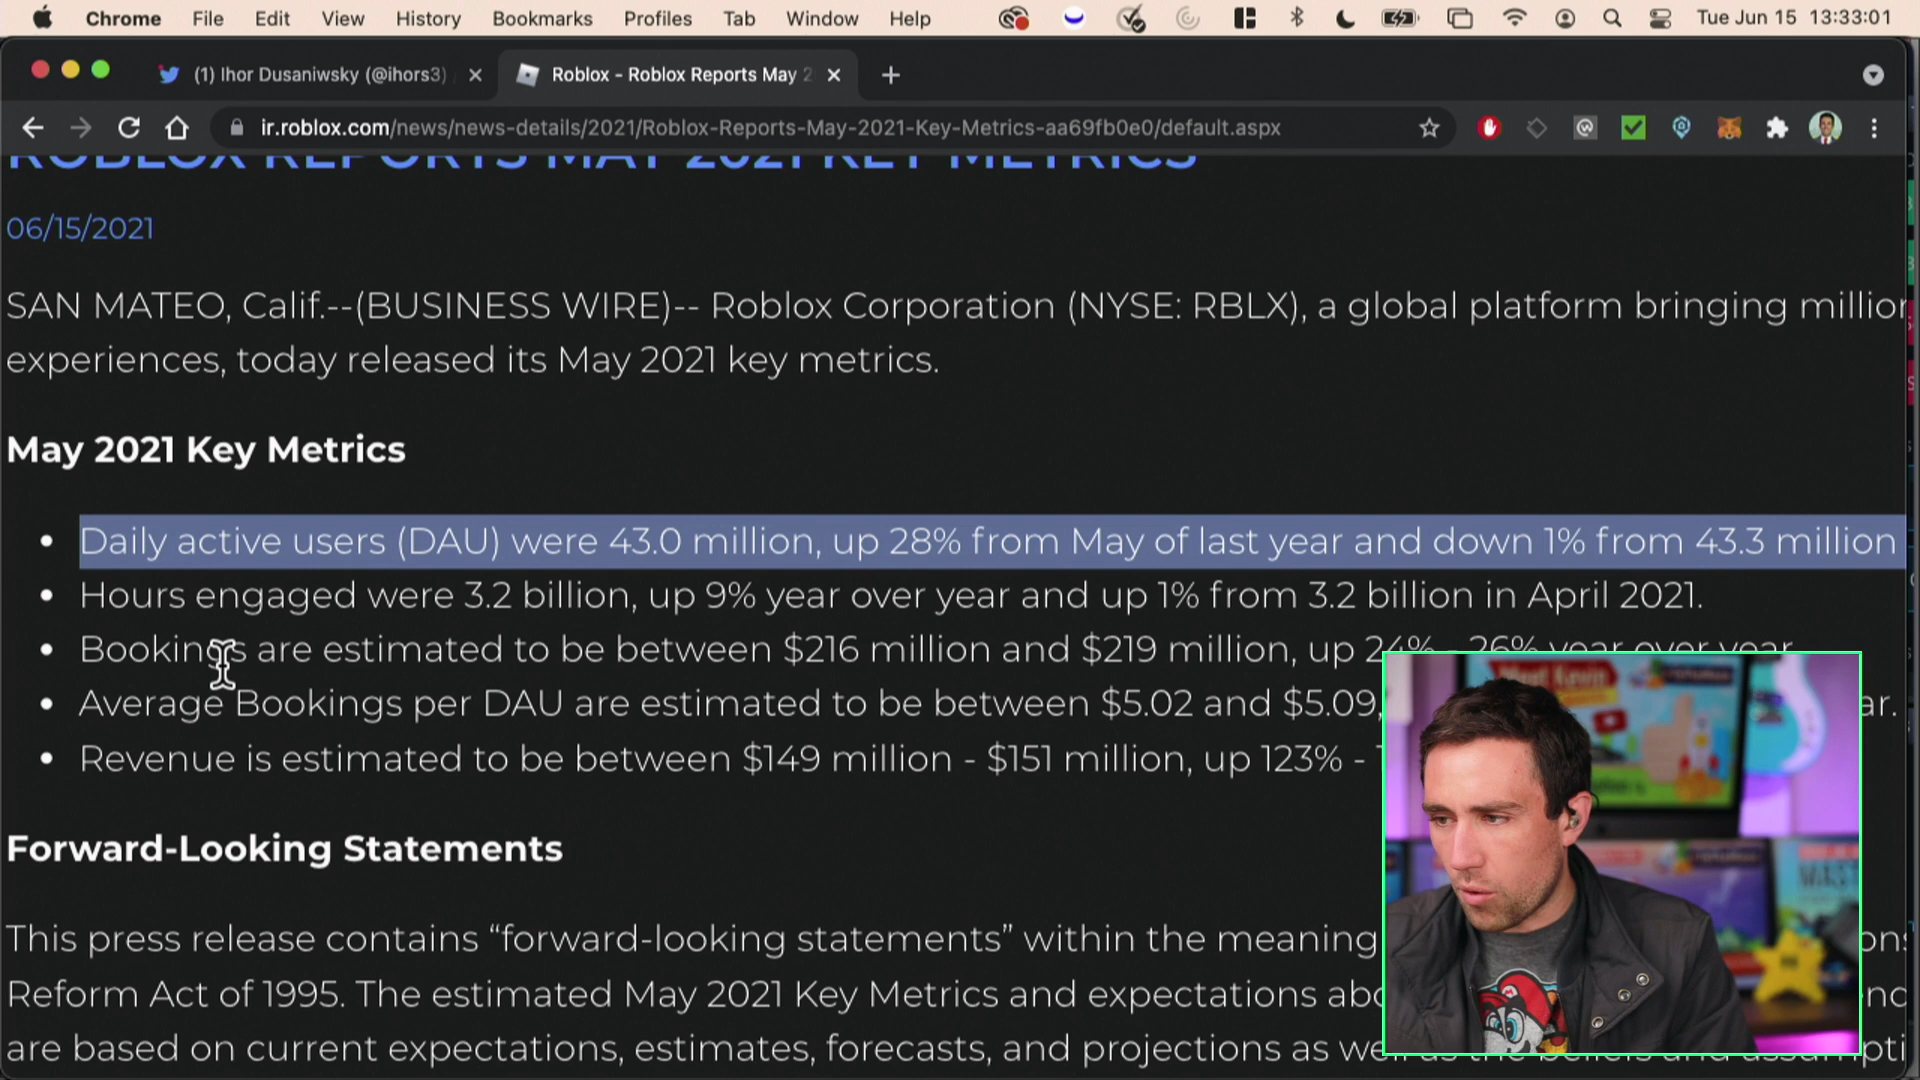 Chrome File Edit View History Bookmarks Profiles Tab Window Help Tue Jun 15 13:33:01
(1) Ihor Dusaniwsky (@ihors3) Roblox - Roblox Reports May 2
ir.roblox.com/news/news-details/2021/Roblox-Reports-May-2021-Key-Metrics-aa69fb0e0/default.aspx
ROBLOX REPORTS MAY 2021 KEY METRICS
06/15/2021
SAN MATEO, Calif.--(BUSINESS WIRE)-- Roblox Corporation (NYSE: RBLX), a global platform bringing million
experiences, today released its May 2021 key metrics.
May 2021 Key Metrics
• Daily active users (DAU) were 43.0 million, up 28% from May of last year and down 1% from 43.3 million
• Hours engaged were 3.2 billion, up 9% year over year and up 1% from 3.2 billion in April 2021.
• Bookings are estimated to be between $216 million and $219 million, up 24% - 26% year over year.
• Average Bookings per DAU are estimated to be between $5.02 and $5.09, ar.
• Revenue is estimated to be between $149 million - $151 million, up 123% -
Meet Kevin
Forward-Looking Statements
This press release contains “forward-looking statements” within the meaning
Reform Act of 1995. The estimated May 2021 Key Metrics and expectations
are based on current expectations, estimates, forecasts, and projections as well as the beliefs and